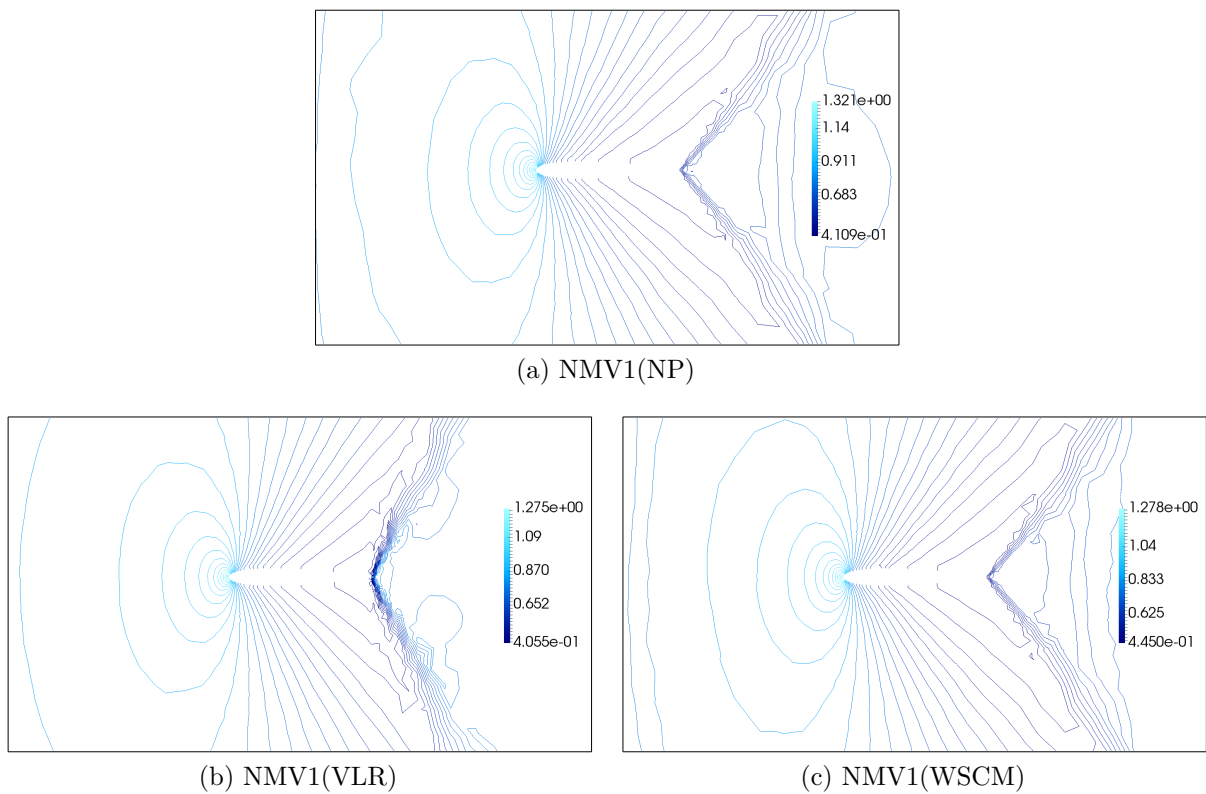 1.321e+00
1.14
0.911
0.683
4.109e-01
(a) NMV1(NP)
1.275e+00
1.09
0.870
0.652
4.055e-01
(b) NMV1(VLR)
1.278e+00
1.04
0.833
0.625
4.450e-01
(c) NMV1(WSCM)